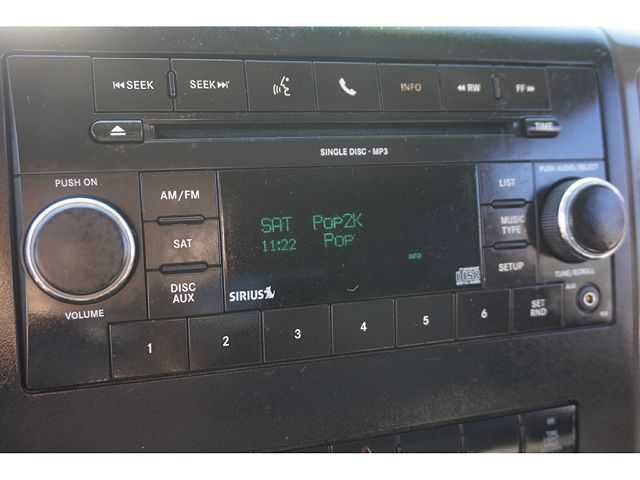 SEEK SEEK INFO RW FF
TIME
SINGLE DISC · MP3
PUSH ON
PUSH AUDIO/SELECT
AM/FM
SAT
DISC AUX
SAT Pop2K
11:22 Pop
INFO
SIRIUS
LIST
MUSIC TYPE
SETUP
TUNE/SCROLL
VOLUME
1 2 3 4 5 6
SET RND